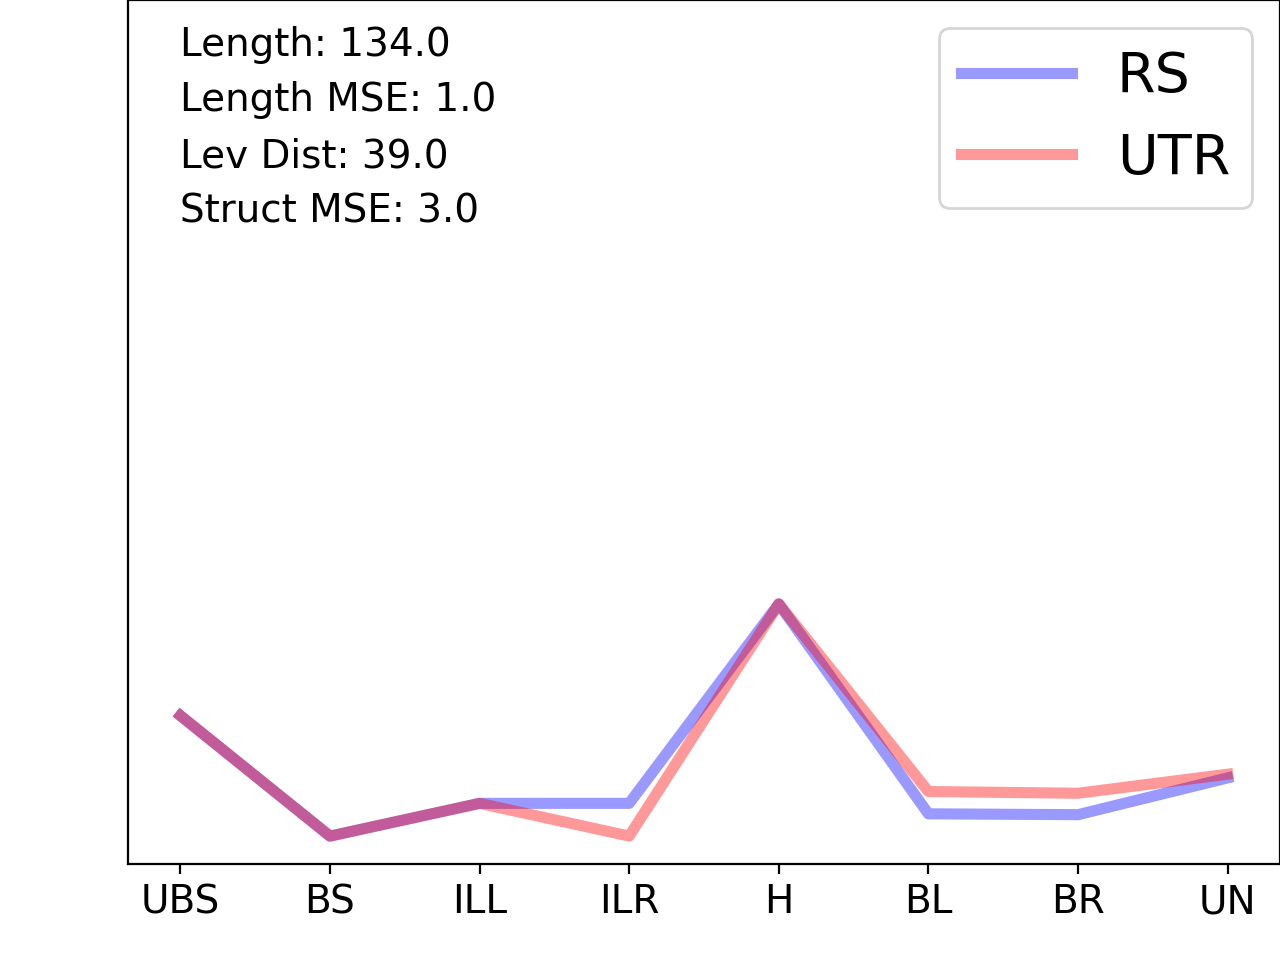 Length: 134.0
Length MSE: 1.0
Lev Dist: 39.0
Struct MSE: 3.0
RS
UTR
UBS BS ILL ILR H BL BR UN